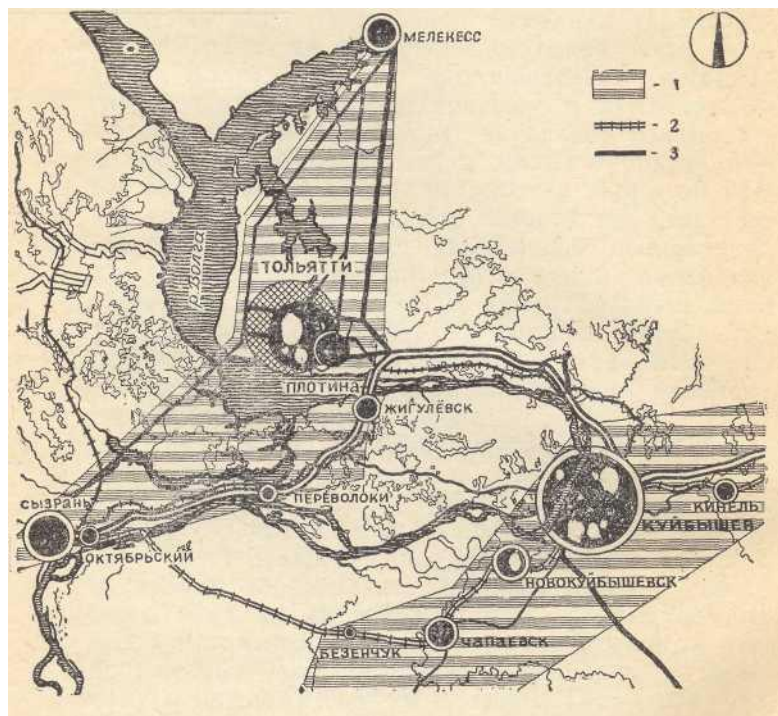 МЕЛЕКЕСС
- 1
- 2
- 3
р. Волга
ТОЛЬЯТТИ
ПЛОТИНА
ЖИГУЛЁВСК
СЫЗРАНЬ
ПЕРЕВОЛОКИ
КИНЕЛЬ
КУЙБЫШЕВ
ОКТЯБРЬСКИЙ
НОВОКУЙБЫШЕВСК
БЕЗЕНЧУК
ЧАПАЕВСК